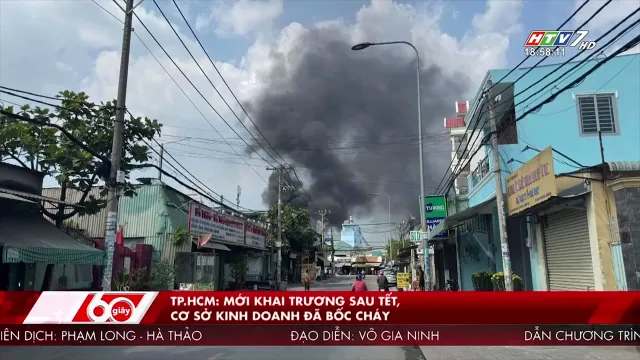 HTV7 HD
18:58:11
60 giây
TP.HCM: MỚI KHAI TRƯƠNG SAU TẾT,
CƠ SỞ KINH DOANH ĐÃ BỐC CHÁY
IÊN DỊCH: PHẠM LONG - HÀ THẢO
ĐẠO DIỄN: VÕ GIA NINH
DẪN CHƯƠNG TRÌN